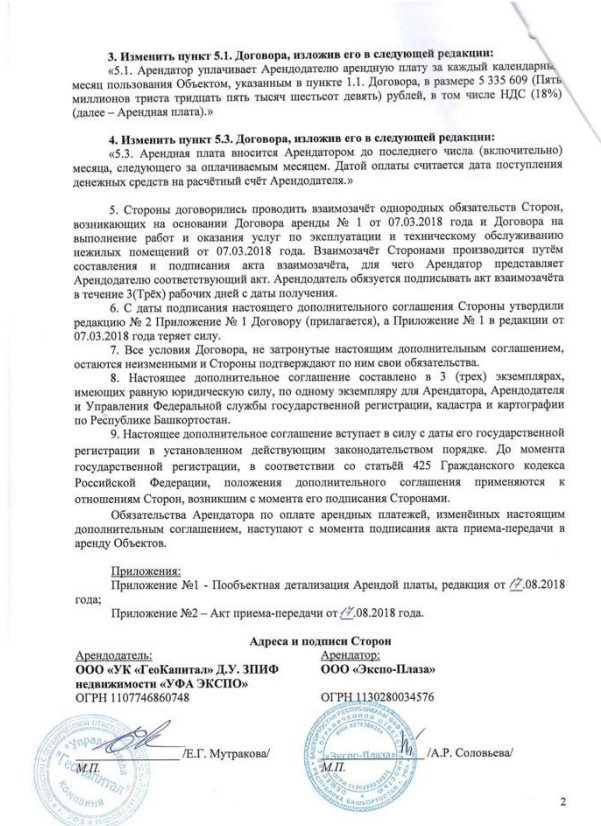 3. Изменить пункт 5.1. Договора, изложив его в следующей редакции:
«5.1. Арендатор уплачивает Арендодателю арендную плату за каждый календарны
месяц пользования Объектом, указанным в пункте 1.1. Договора, в размере 5 335 609 (Пять
миллионов триста тридцать пять тысяч шестьсот девять) рублей, в том числе НДС (18%)
(далее – Арендная плата).»
4. Изменить пункт 5.3. Договора, изложив его в следующей редакции:
«5.3. Арендная плата вносится Арендатором до последнего числа (включительно)
месяца, следующего за оплачиваемым месяцем. Датой оплаты считается дата поступления
денежных средств на расчётный счёт Арендодателя.»
5. Стороны договорились проводить взаимозачёт однородных обязательств Сторон,
возникающих на основании Договора аренды № 1 от 07.03.2018 года и Договора на
выполнение работ и оказания услуг по эксплуатации и техническому обслуживанию
нежилых помещений от 07.03.2018 года. Взаимозачёт Сторонами производится путём
составления и подписания акта взаимозачёта, для чего Арендатор представляет
Арендодателю соответствующий акт. Арендодатель обязуется подписывать акт взаимозачёта
в течение 3(Трёх) рабочих дней с даты получения.
6. С даты подписания настоящего дополнительного соглашения Стороны утвердили
редакцию № 2 Приложение № 1 Договору (прилагается), а Приложение № 1 в редакции от
07.03.2018 года теряет силу.
7. Все условия Договора, не затронутые настоящим дополнительным соглашением,
остаются неизменными и Стороны подтверждают по ним свои обязательства.
8. Настоящее дополнительное соглашение составлено в 3 (трех) экземплярах,
имеющих равную юридическую силу, по одному экземпляру для Арендатора, Арендодателя
и Управления Федеральной службы государственной регистрации, кадастра и картографии
по Республике Башкортостан.
9. Настоящее дополнительное соглашение вступает в силу с даты его государственной
регистрации в установленном действующим законодательством порядке. До момента
государственной регистрации, в соответствии со статьёй 425 Гражданского кодекса
Российской Федерации, положения дополнительного соглашения применяются к
отношениям Сторон, возникшим с момента его подписания Сторонами.
Обязательства Арендатора по оплате арендных платежей, изменённых настоящим
дополнительным соглашением, наступают с момента подписания акта приема-передачи в
аренду Объектов.
Приложения:
Приложение №1 - Пообъектная детализация Арендой платы, редакция от 17.08.2018
года;
Приложение №2 – Акт приема-передачи от 17.08.2018 года.
Адреса и подписи Сторон
Арендодатель:
ООО «УК «ГеоКапитал» Д.У. ЗПИФ
недвижимости «УФА ЭКСПО»
ОГРН 1107746860748
/Е.Г. Мутракова/
М.П.
"Управляющая
компания
"Геокапитал"
Арендатор:
ООО «Экспо-Плаза»
ОГРН 1130280034576
/А.Р. Соловьева/
М.П.
«Экспо-Плаза»
2